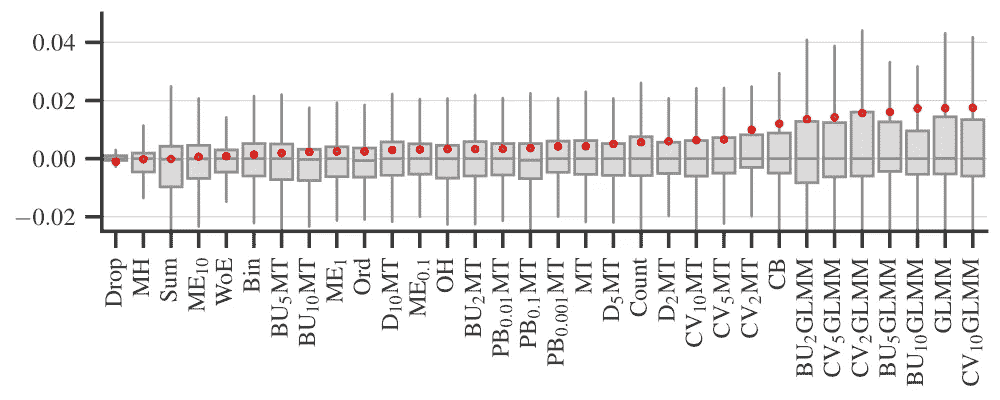 0.04
0.02
0.00
−0.02
Drop
MH
Sum
ME₁₀
WoE
Bin
BU₅MT
BU₁₀MT
ME₁
Ord
D₁₀MT
ME₀.₁
OH
BU₂MT
PB₀.₀₁MT
PB₀.₁MT
PB₀.₀₀₁MT
MT
D₅MT
Count
D₂MT
CV₁₀MT
CV₅MT
CV₂MT
CB
BU₂GLMM
CV₅GLMM
CV₂GLMM
BU₅GLMM
BU₁₀GLMM
GLMM
CV₁₀GLMM